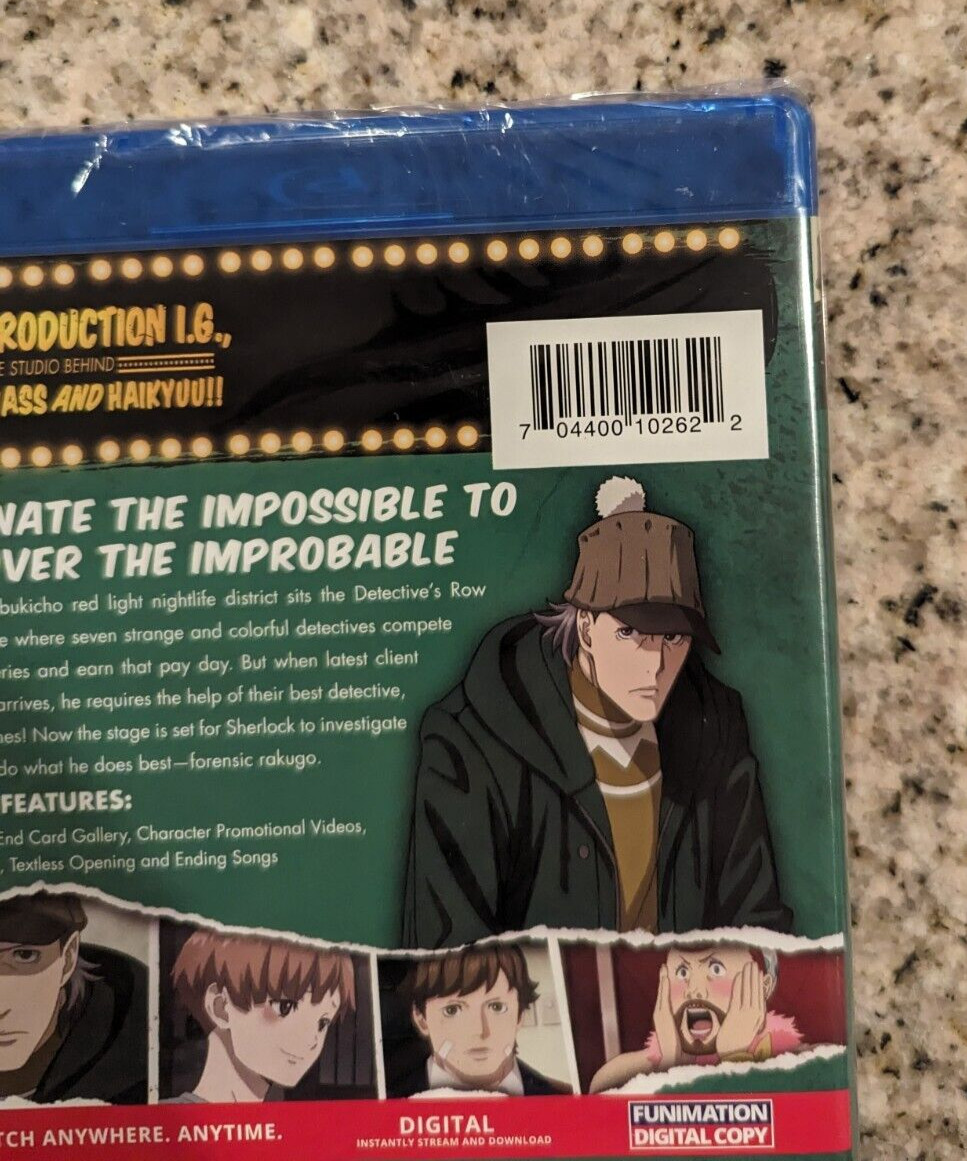 RODUCTION I.G.,
E STUDIO BEHIND
ASS AND HAIKYUU!!
7 04400 10262 2
NATE THE IMPOSSIBLE TO
VER THE IMPROBABLE
bukicho red light nightlife district sits the Detective's Row
e where seven strange and colorful detectives compete
ries and earn that pay day. But when latest client
arrives, he requires the help of their best detective,
nes! Now the stage is set for Sherlock to investigate
do what he does best—forensic rakugo.
FEATURES:
End Card Gallery, Character Promotional Videos,
, Textless Opening and Ending Songs
TCH ANYWHERE. ANYTIME.
DIGITAL
INSTANTLY STREAM AND DOWNLOAD
FUNIMATION
DIGITAL COPY